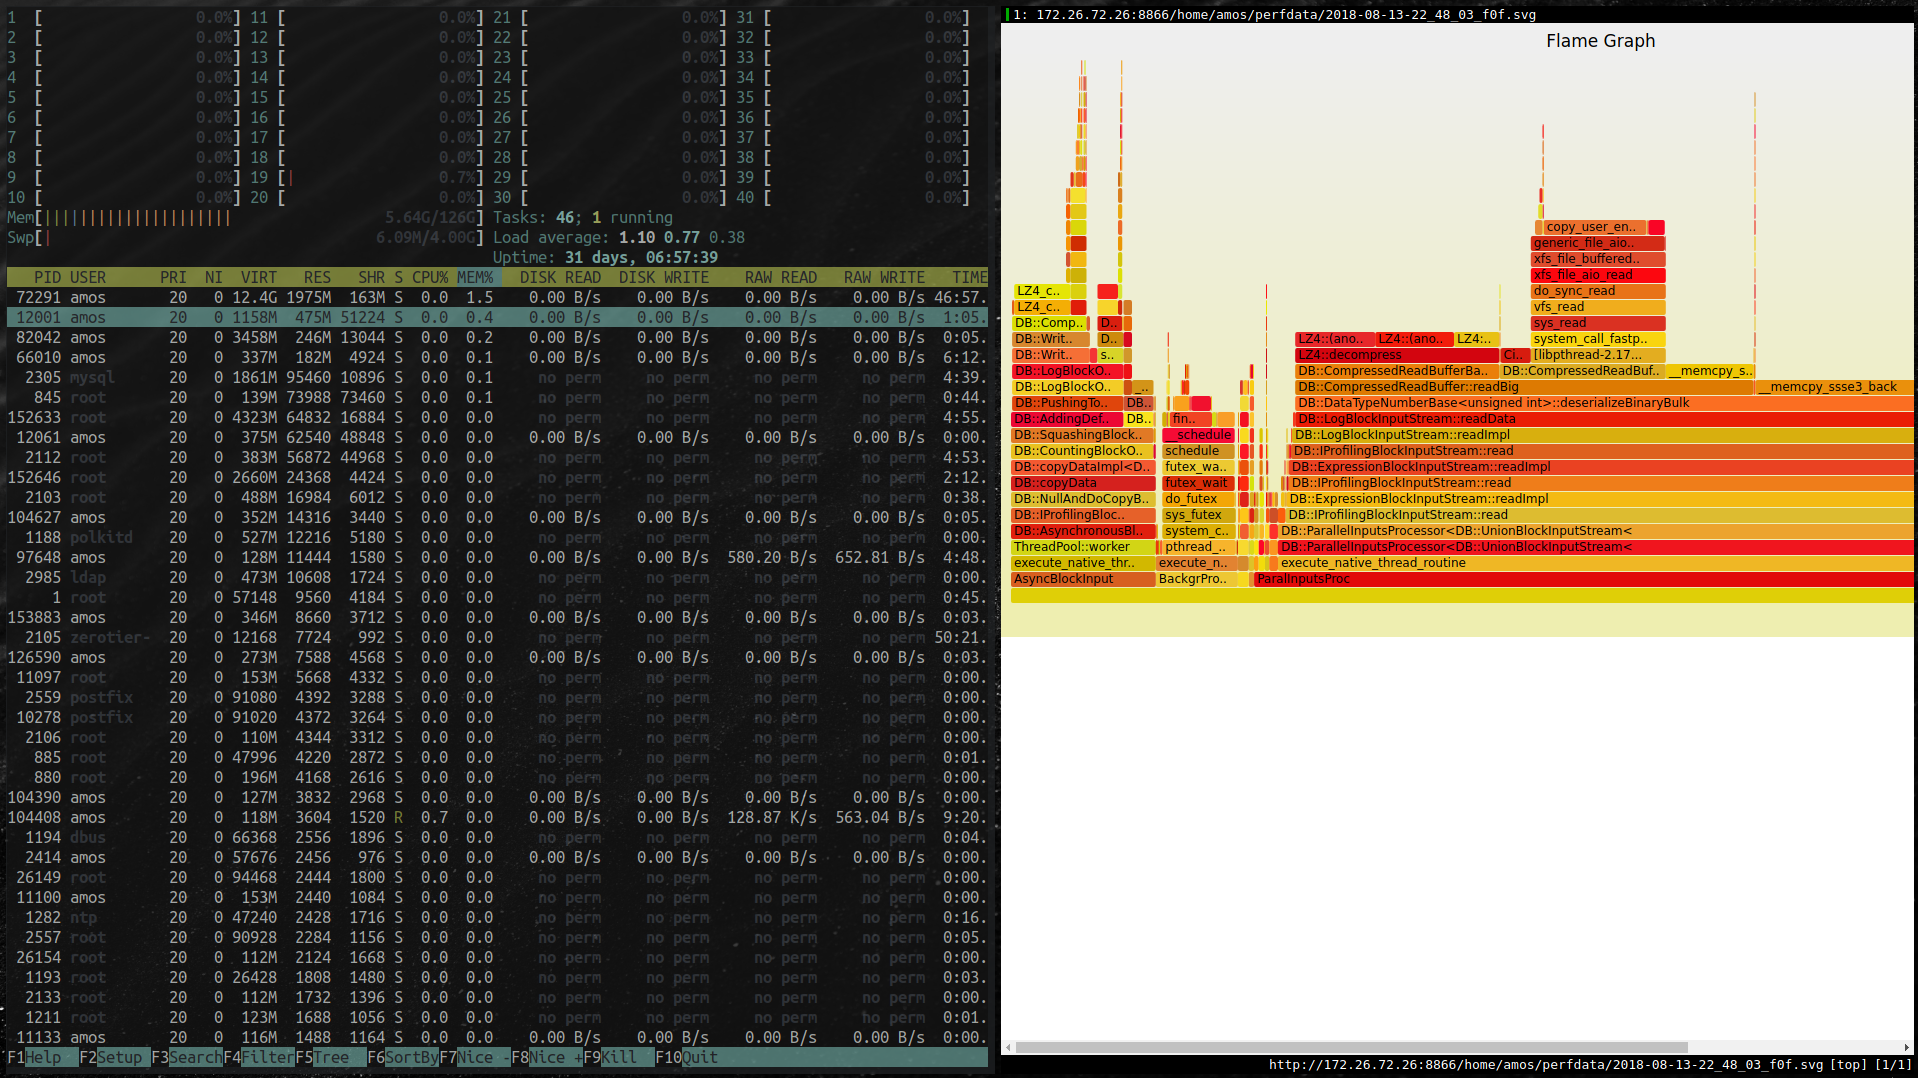 1 [ 0.0%] 11 [ 0.0%] 21 [ 0.0%] 31 [ 0.0%]
2 [ 0.0%] 12 [ 0.0%] 22 [ 0.0%] 32 [ 0.0%]
3 [ 0.0%] 13 [ 0.0%] 23 [ 0.0%] 33 [ 0.0%]
4 [ 0.0%] 14 [ 0.0%] 24 [ 0.0%] 34 [ 0.0%]
5 [ 0.0%] 15 [ 0.0%] 25 [ 0.0%] 35 [ 0.0%]
6 [ 0.0%] 16 [ 0.0%] 26 [ 0.0%] 36 [ 0.0%]
7 [ 0.0%] 17 [ 0.0%] 27 [ 0.0%] 37 [ 0.0%]
8 [ 0.0%] 18 [ 0.0%] 28 [ 0.0%] 38 [ 0.0%]
9 [ 0.0%] 19 [| 0.7%] 29 [ 0.0%] 39 [ 0.0%]
10 [ 0.0%] 20 [ 0.0%] 30 [ 0.0%] 40 [ 0.0%]
Mem[||||||||||||||||||||| 5.64G/126G] Tasks: 46; 1 running
Swp[| 6.09M/4.00G] Load average: 1.10 0.77 0.38
Uptime: 31 days, 06:57:39
PID USER PRI NI VIRT RES SHR S CPU% MEM% DISK READ DISK WRITE RAW READ RAW WRITE TIME
72291 amos 20 0 12.4G 1975M 163M S 0.0 1.5 0.00 B/s 0.00 B/s 0.00 B/s 0.00 B/s 46:57.
12001 amos 20 0 1158M 475M 51224 S 0.0 0.4 0.00 B/s 0.00 B/s 0.00 B/s 0.00 B/s 1:05.
82042 amos 20 0 3458M 246M 13044 S 0.0 0.2 0.00 B/s 0.00 B/s 0.00 B/s 0.00 B/s 0:05.
66010 amos 20 0 337M 182M 4924 S 0.0 0.1 0.00 B/s 0.00 B/s 0.00 B/s 0.00 B/s 6:12.
2305 mysql 20 0 1861M 95460 10896 S 0.0 0.1 no perm no perm no perm no perm 4:39.
845 root 20 0 139M 73988 73460 S 0.0 0.1 no perm no perm no perm no perm 0:44.
152633 root 20 0 4323M 64832 16884 S 0.0 0.0 no perm no perm no perm no perm 4:55.
12061 amos 20 0 375M 62540 48848 S 0.0 0.0 0.00 B/s 0.00 B/s 0.00 B/s 0.00 B/s 0:00.
2112 root 20 0 383M 56872 44968 S 0.0 0.0 no perm no perm no perm no perm 4:53.
152646 root 20 0 2660M 24368 4424 S 0.0 0.0 no perm no perm no perm no perm 2:12.
2103 root 20 0 488M 16984 6012 S 0.0 0.0 no perm no perm no perm no perm 0:38.
104627 amos 20 0 352M 14316 3440 S 0.0 0.0 0.00 B/s 0.00 B/s 0.00 B/s 0.00 B/s 0:05.
1188 polkitd 20 0 527M 12216 5180 S 0.0 0.0 no perm no perm no perm no perm 0:00.
97648 amos 20 0 128M 11444 1580 S 0.0 0.0 0.00 B/s 0.00 B/s 580.20 B/s 652.81 B/s 4:48.
2985 ldap 20 0 473M 10608 1724 S 0.0 0.0 no perm no perm no perm no perm 0:00.
1 root 20 0 57148 9560 4184 S 0.0 0.0 no perm no perm no perm no perm 0:45.
153883 amos 20 0 346M 8660 3712 S 0.0 0.0 0.00 B/s 0.00 B/s 0.00 B/s 0.00 B/s 0:03.
2105 zerotier- 20 0 12168 7724 992 S 0.0 0.0 no perm no perm no perm no perm 50:21.
126590 amos 20 0 273M 7588 4568 S 0.0 0.0 0.00 B/s 0.00 B/s 0.00 B/s 0.00 B/s 0:03.
11097 root 20 0 153M 5668 4332 S 0.0 0.0 no perm no perm no perm no perm 0:00.
2559 postfix 20 0 91080 4392 3288 S 0.0 0.0 no perm no perm no perm no perm 0:00.
10278 postfix 20 0 91020 4372 3264 S 0.0 0.0 no perm no perm no perm no perm 0:00.
2106 root 20 0 110M 4344 3312 S 0.0 0.0 no perm no perm no perm no perm 0:00.
885 root 20 0 47996 4220 2872 S 0.0 0.0 no perm no perm no perm no perm 0:01.
880 root 20 0 196M 4168 2616 S 0.0 0.0 no perm no perm no perm no perm 0:00.
104390 amos 20 0 127M 3832 2968 S 0.0 0.0 0.00 B/s 0.00 B/s 0.00 B/s 0.00 B/s 0:00.
104408 amos 20 0 118M 3604 1520 R 0.7 0.0 0.00 B/s 0.00 B/s 128.87 K/s 563.04 B/s 9:20.
1194 dbus 20 0 66368 2556 1896 S 0.0 0.0 no perm no perm no perm no perm 0:04.
2414 amos 20 0 57676 2456 976 S 0.0 0.0 0.00 B/s 0.00 B/s 0.00 B/s 0.00 B/s 0:00.
26149 root 20 0 94468 2444 1800 S 0.0 0.0 no perm no perm no perm no perm 0:00.
11100 amos 20 0 153M 2440 1084 S 0.0 0.0 no perm no perm no perm no perm 0:00.
1282 ntp 20 0 47240 2428 1716 S 0.0 0.0 no perm no perm no perm no perm 0:16.
2557 root 20 0 90928 2284 1156 S 0.0 0.0 no perm no perm no perm no perm 0:05.
26154 root 20 0 112M 2124 1668 S 0.0 0.0 no perm no perm no perm no perm 0:00.
1193 root 20 0 26428 1808 1480 S 0.0 0.0 no perm no perm no perm no perm 0:03.
2133 root 20 0 112M 1732 1396 S 0.0 0.0 no perm no perm no perm no perm 0:00.
1211 root 20 0 123M 1688 1056 S 0.0 0.0 no perm no perm no perm no perm 0:01.
11133 amos 20 0 116M 1488 1164 S 0.0 0.0 0.00 B/s 0.00 B/s 0.00 B/s 0.00 B/s 0:00.
F1Help F2Setup F3SearchF4FilterF5Tree F6SortByF7Nice -F8Nice +F9Kill F10Quit
1: 172.26.72.26:8866/home/amos/perfdata/2018-08-13-22_48_03_f0f.svg
Flame Graph
copy_user_en..
generic_file_aio..
xfs_file_buffered..
xfs_file_aio_read
LZ4_c.. do_sync_read
LZ4_c.. vfs_read
DB::Comp.. D.. sys_read
DB::Writ.. D.. LZ4::(ano.. LZ4::(ano.. LZ4:.. system_call_fastp..
DB::Writ.. s.. LZ4::decompress Ci.. [libpthread-2.17...
DB::LogBlockO.. DB::CompressedReadBufferBa.. DB::CompressedReadBuf.. __memcpy_s..
DB::LogBlockO.. _.. DB::CompressedReadBuffer::readBig __memcpy_ssse3_back
DB::PushingTo.. DB.. DB::DataTypeNumberBase<unsigned int>::deserializeBinaryBulk
DB::AddingDef.. DB.. fin.. DB::LogBlockInputStream::readData
DB::SquashingBlock.. __schedule DB::LogBlockInputStream::readImpl
DB::CountingBlockO.. schedule DB::IProfilingBlockInputStream::read
DB::copyDataImpl<D.. futex_wa.. DB::ExpressionBlockInputStream::readImpl
DB::copyData futex_wait DB::IProfilingBlockInputStream::read
DB::NullAndDoCopyB.. do_futex DB::ExpressionBlockInputStream::readImpl
DB::IProfilingBloc.. sys_futex DB::IProfilingBlockInputStream::read
DB::AsynchronousBl.. system_c.. DB::ParallelInputsProcessor<DB::UnionBlockInputStream<
ThreadPool::worker pthread_.. DB::ParallelInputsProcessor<DB::UnionBlockInputStream<
execute_native_thr.. execute_n.. execute_native_thread_routine
AsyncBlockInput BackgrPro.. ParalInputsProc
http://172.26.72.26:8866/home/amos/perfdata/2018-08-13-22_48_03_f0f.svg [top] [1/1]